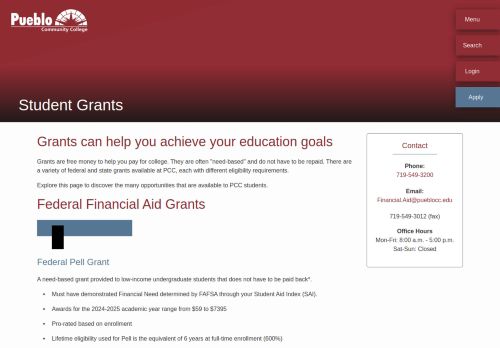 Pueblo
Community College
Menu
Search
Login
Apply
Student Grants
Grants can help you achieve your education goals
Grants are free money to help you pay for college. They are often "need-based" and do not have to be repaid. There are
a variety of federal and state grants available at PCC, each with different eligibility requirements.
Explore this page to discover the many opportunities that are available to PCC students.
Federal Financial Aid Grants
Federal Pell Grant
A need-based grant provided to low-income undergraduate students that does not have to be paid back*.
Must have demonstrated Financial Need determined by FAFSA through your Student Aid Index (SAI).
Awards for the 2024-2025 academic year range from $59 to $7395
Pro-rated based on enrollment
Lifetime eligibility used for Pell is the equivalent of 6 years at full-time enrollment (600%)
Contact
Phone:
719-549-3200
Email:
Financial.Aid@pueblocc.edu
719-549-3012 (fax)
Office Hours
Mon-Fri: 8:00 a.m. - 5:00 p.m.
Sat-Sun: Closed